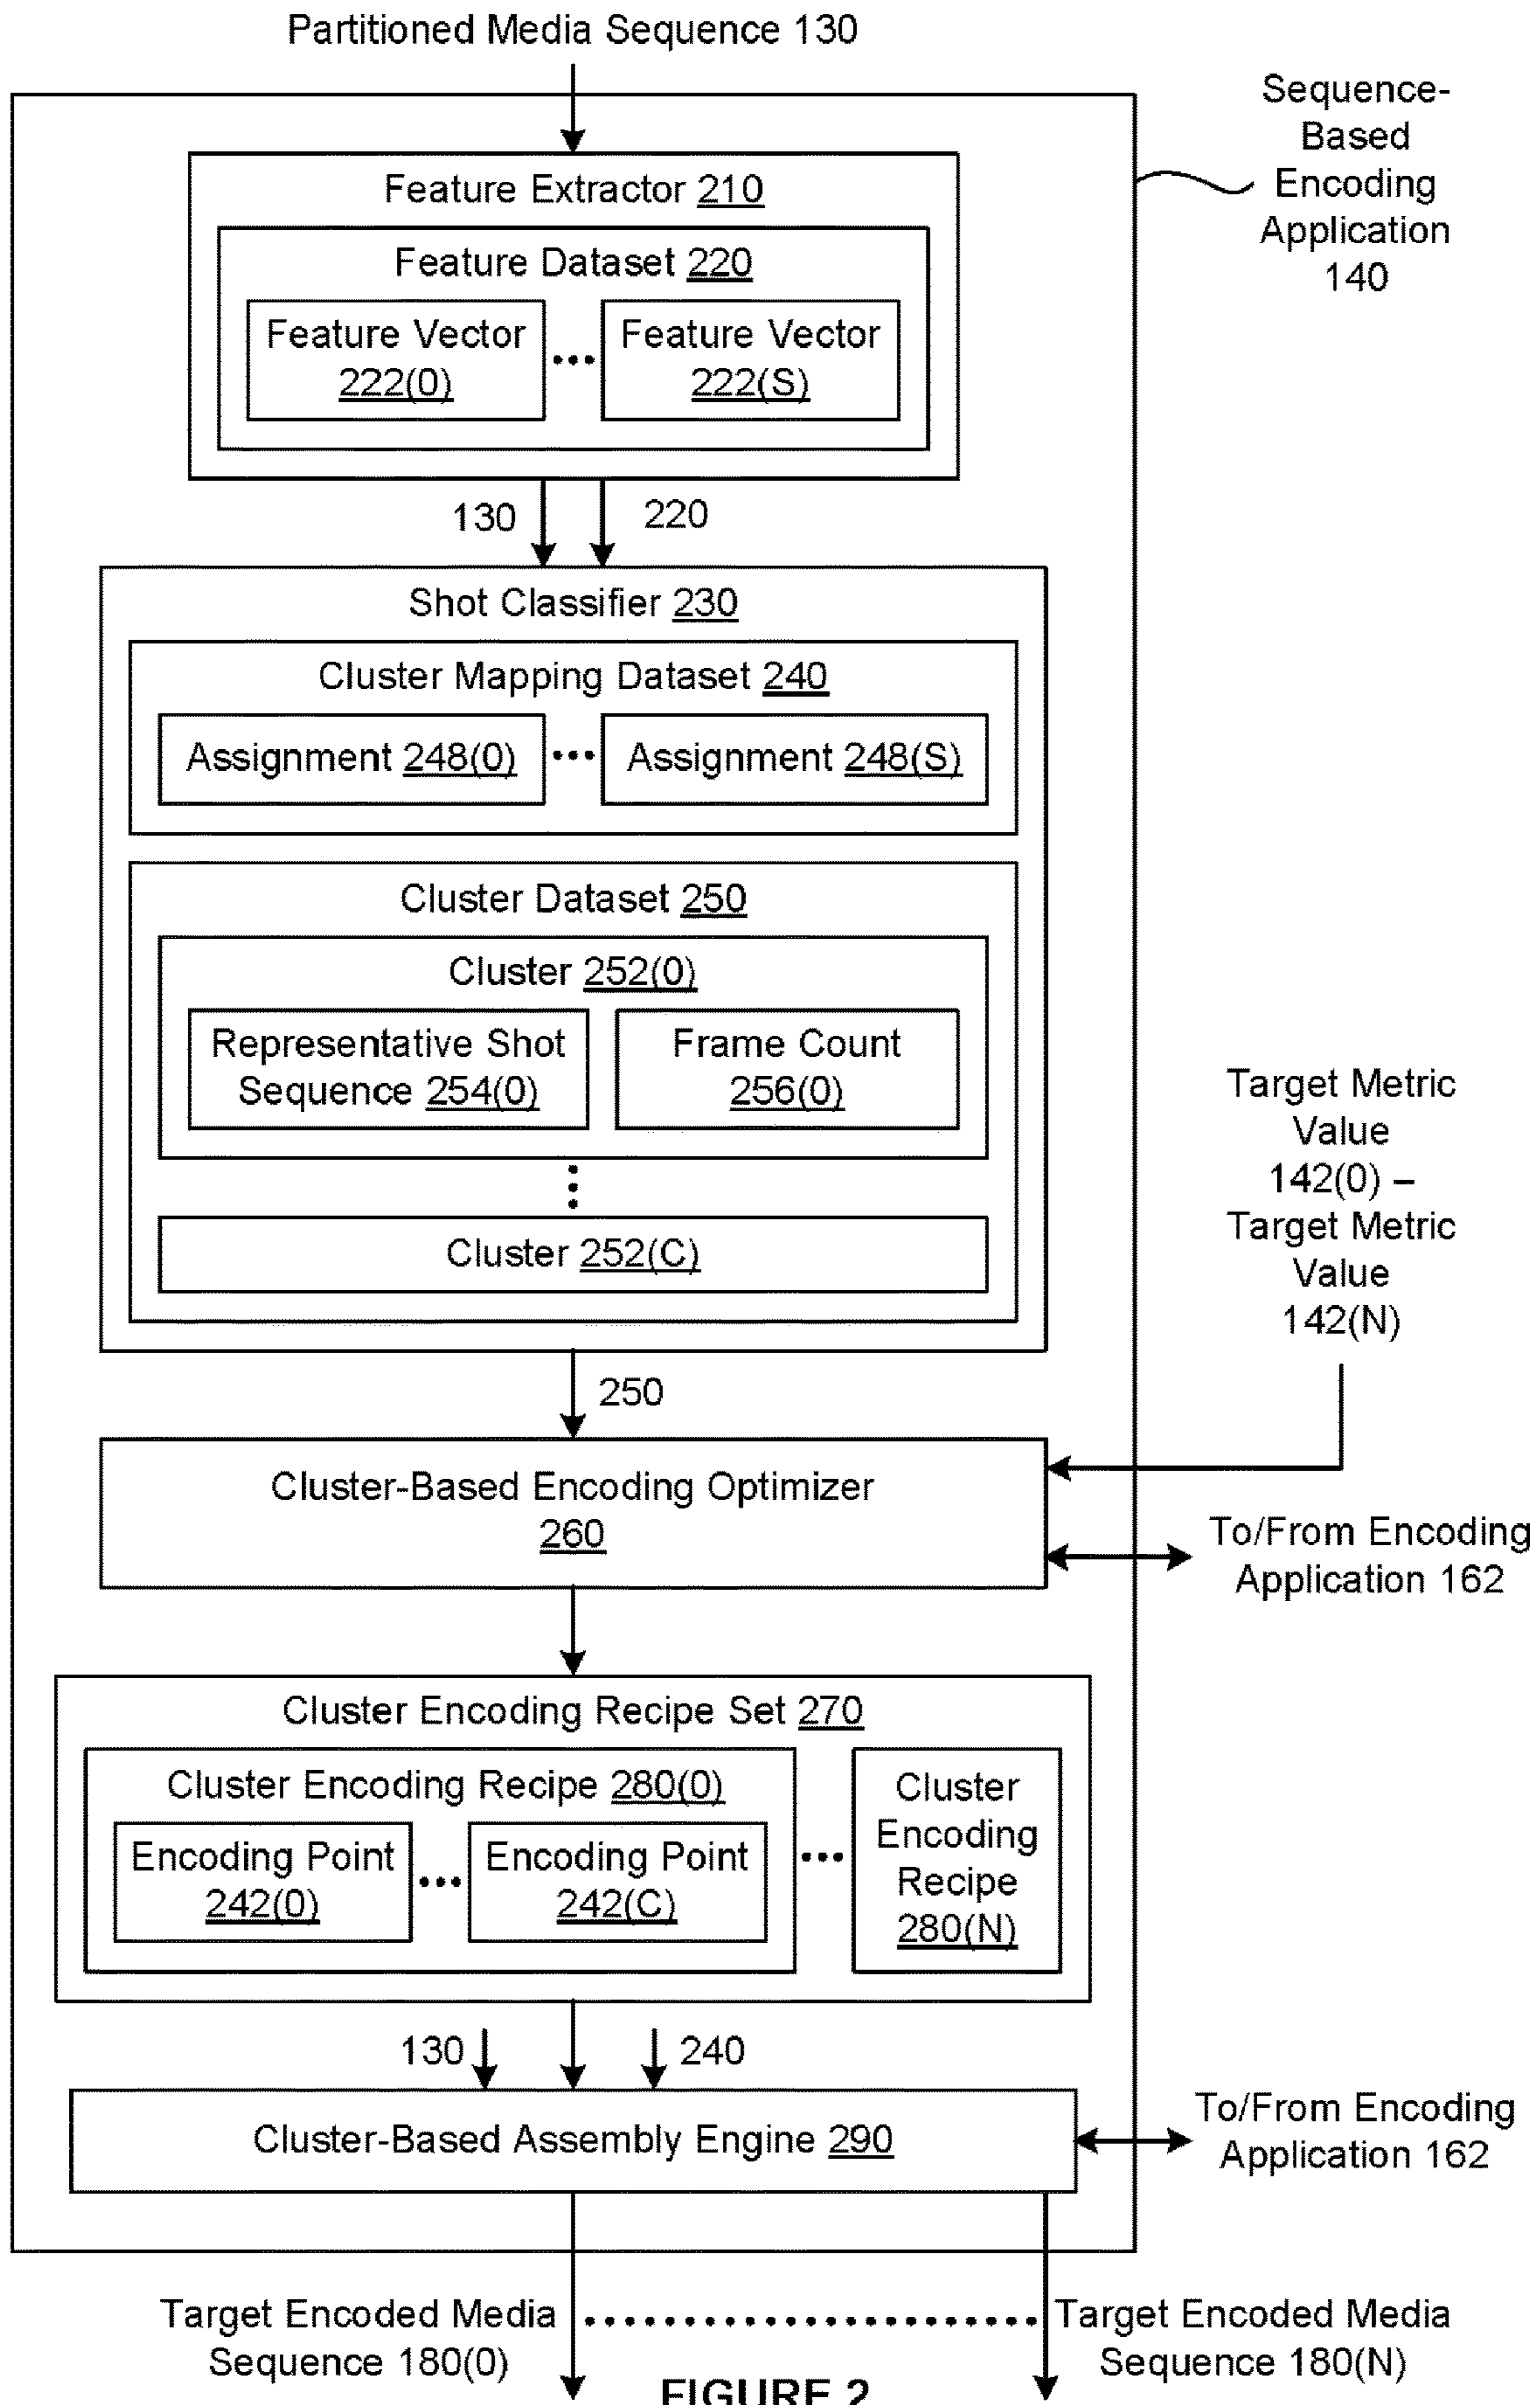 Partitioned Media Sequence 130
Sequence-
Based
Encoding
Application
140
Feature Extractor 210
Feature Dataset 220
Feature Vector
222(0)
...
Feature Vector
222(S)
130
220
Shot Classifier 230
Cluster Mapping Dataset 240
Assignment 248(0)
...
Assignment 248(S)
Cluster Dataset 250
Cluster 252(0)
Representative Shot
Sequence 254(0)
Frame Count
256(0)
Cluster 252(C)
Target Metric
Value
142(0) –
Target Metric
Value
142(N)
250
Cluster-Based Encoding Optimizer
260
To/From Encoding
Application 162
Cluster Encoding Recipe Set 270
Cluster Encoding Recipe 280(0)
Encoding Point
242(0)
...
Encoding Point
242(C)
...
Cluster
Encoding
Recipe
280(N)
130
240
Cluster-Based Assembly Engine 290
To/From Encoding
Application 162
Target Encoded Media
Sequence 180(0)
Target Encoded Media
Sequence 180(N)
FIGURE 2